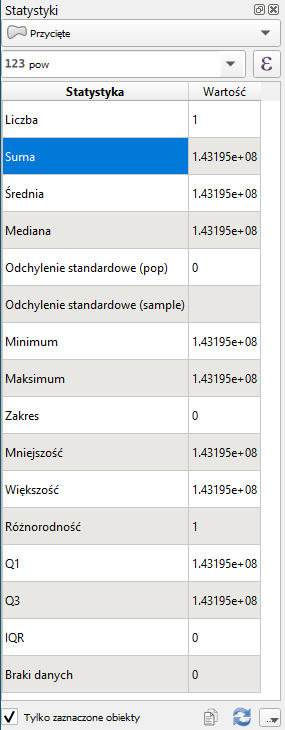 Statystyki
Przycięte
123 pow
ε
Statystyka Wartość
Liczba 1
Suma 1.43195e+08
Średnia 1.43195e+08
Mediana 1.43195e+08
Odchylenie standardowe (pop) 0
Odchylenie standardowe (sample)
Minimum 1.43195e+08
Maksimum 1.43195e+08
Zakres 0
Mniejszość 1.43195e+08
Większość 1.43195e+08
Różnorodność 1
Q1 1.43195e+08
Q3 1.43195e+08
IQR 0
Braki danych 0
Tylko zaznaczone obiekty
...